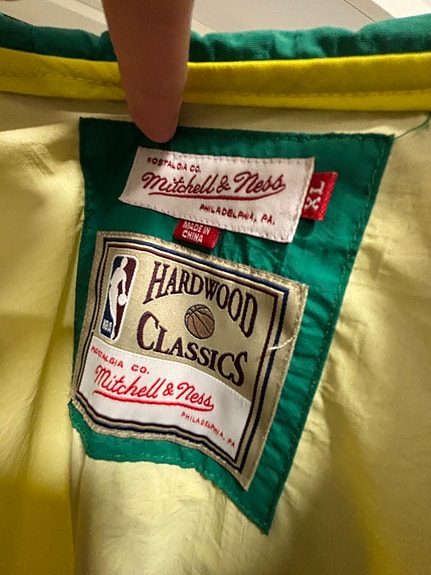 NOSTALGIA CO.
Mitchell & Ness
PHILADELPHIA, PA.
XL
MADE IN
CHINA
HARDWOOD
CLASSICS
NBA
NOSTALGIA CO.
Mitchell & Ness
PHILADELPHIA, PA